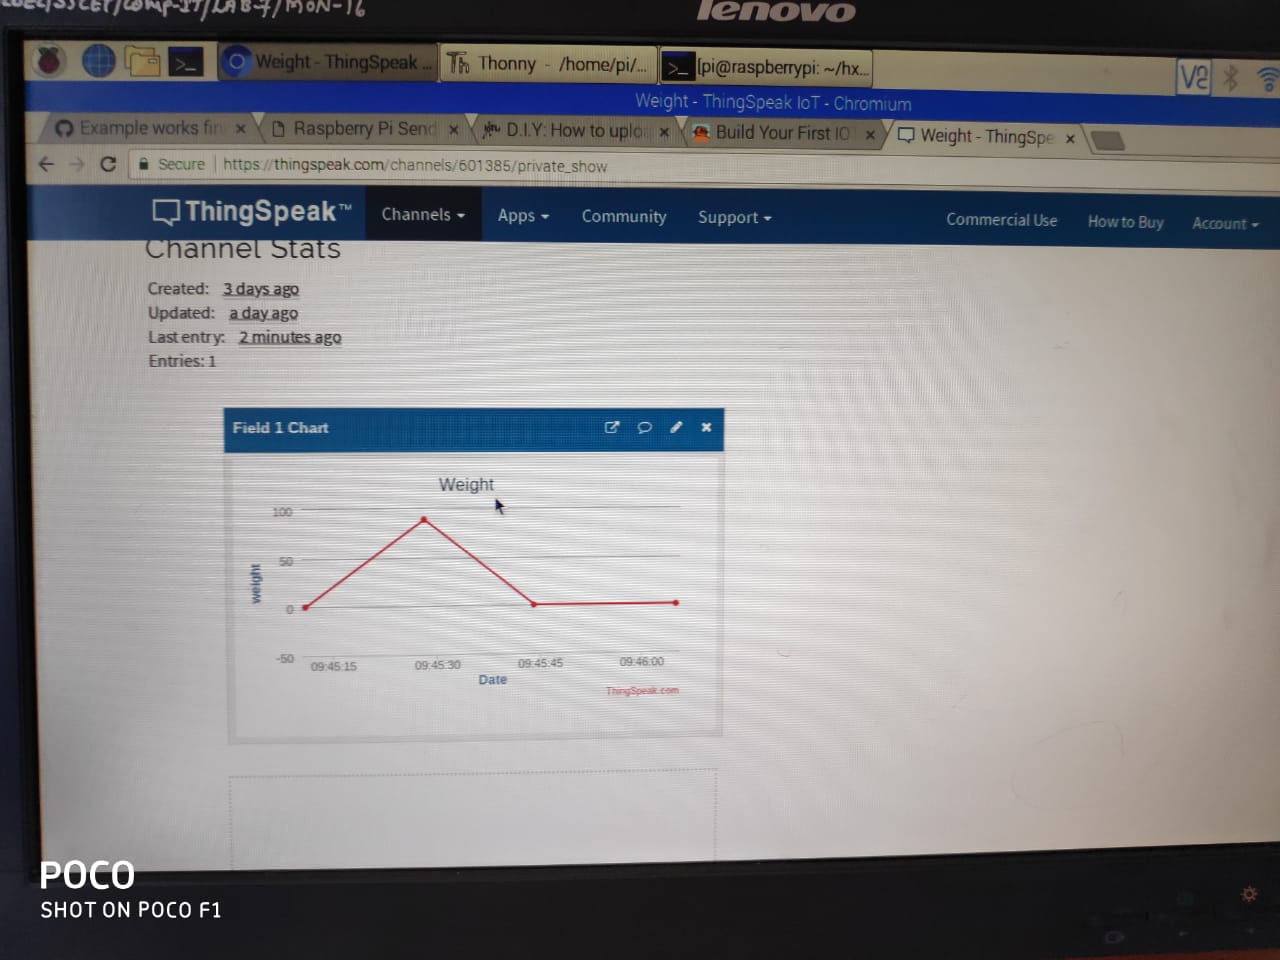 COMP-IT/LAB-7/MON-16
lenovo
Weight - ThingSpeak ...
Thonny - /home/pi/...
[pi@raspberrypi: ~/hx...
V2
Weight - ThingSpeak IoT - Chromium
Example works fin
Raspberry Pi Send
D.I.Y: How to uplo
Build Your First IO
Weight - ThingSpe
Secure
https://thingspeak.com/channels/601385/private_show
ThingSpeak™
Channels
Apps
Community
Support
Commercial Use
How to Buy
Account
Channel Stats
Created: 3 days ago
Updated: a day ago
Last entry: 2 minutes ago
Entries: 1
Field 1 Chart
Weight
100
50
0
-50
weight
09:45:15
09:45:30
09:45:45
09:46:00
Date
ThingSpeak.com
POCO
SHOT ON POCO F1